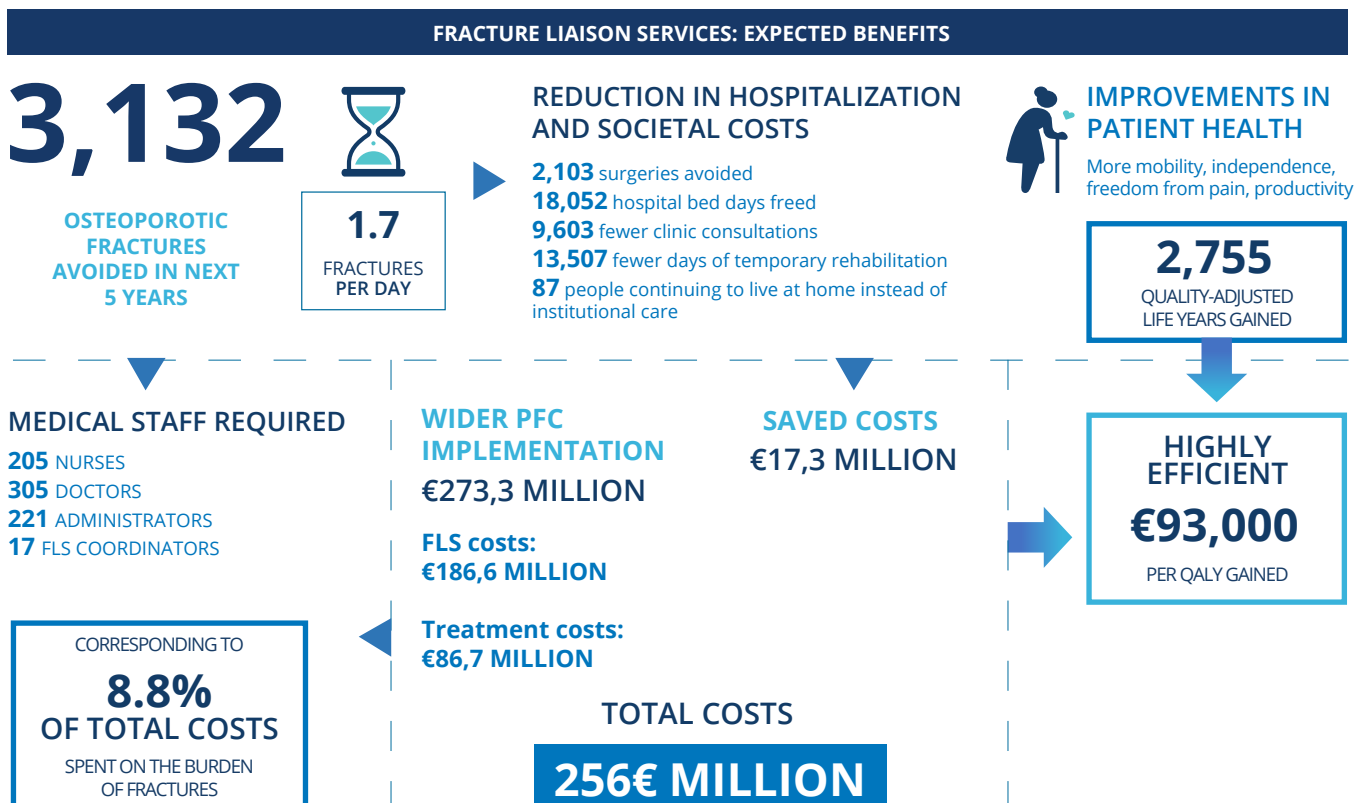 FRACTURE LIAISON SERVICES: EXPECTED BENEFITS
3,132
OSTEOPOROTIC
FRACTURES
AVOIDED IN NEXT
5 YEARS
1.7
FRACTURES
PER DAY
REDUCTION IN HOSPITALIZATION
AND SOCIETAL COSTS
2,103 surgeries avoided
18,052 hospital bed days freed
9,603 fewer clinic consultations
13,507 fewer days of temporary rehabilitation
87 people continuing to live at home instead of
institutional care
IMPROVEMENTS IN
PATIENT HEALTH
More mobility, independence,
freedom from pain, productivity
2,755
QUALITY-ADJUSTED
LIFE YEARS GAINED
MEDICAL STAFF REQUIRED
205 NURSES
305 DOCTORS
221 ADMINISTRATORS
17 FLS COORDINATORS
CORRESPONDING TO
8.8%
OF TOTAL COSTS
SPENT ON THE BURDEN
OF FRACTURES
WIDER PFC
IMPLEMENTATION
€273,3 MILLION
FLS costs:
€186,6 MILLION
Treatment costs:
€86,7 MILLION
SAVED COSTS
€17,3 MILLION
TOTAL COSTS
256€ MILLION
HIGHLY
EFFICIENT
€93,000
PER QALY GAINED